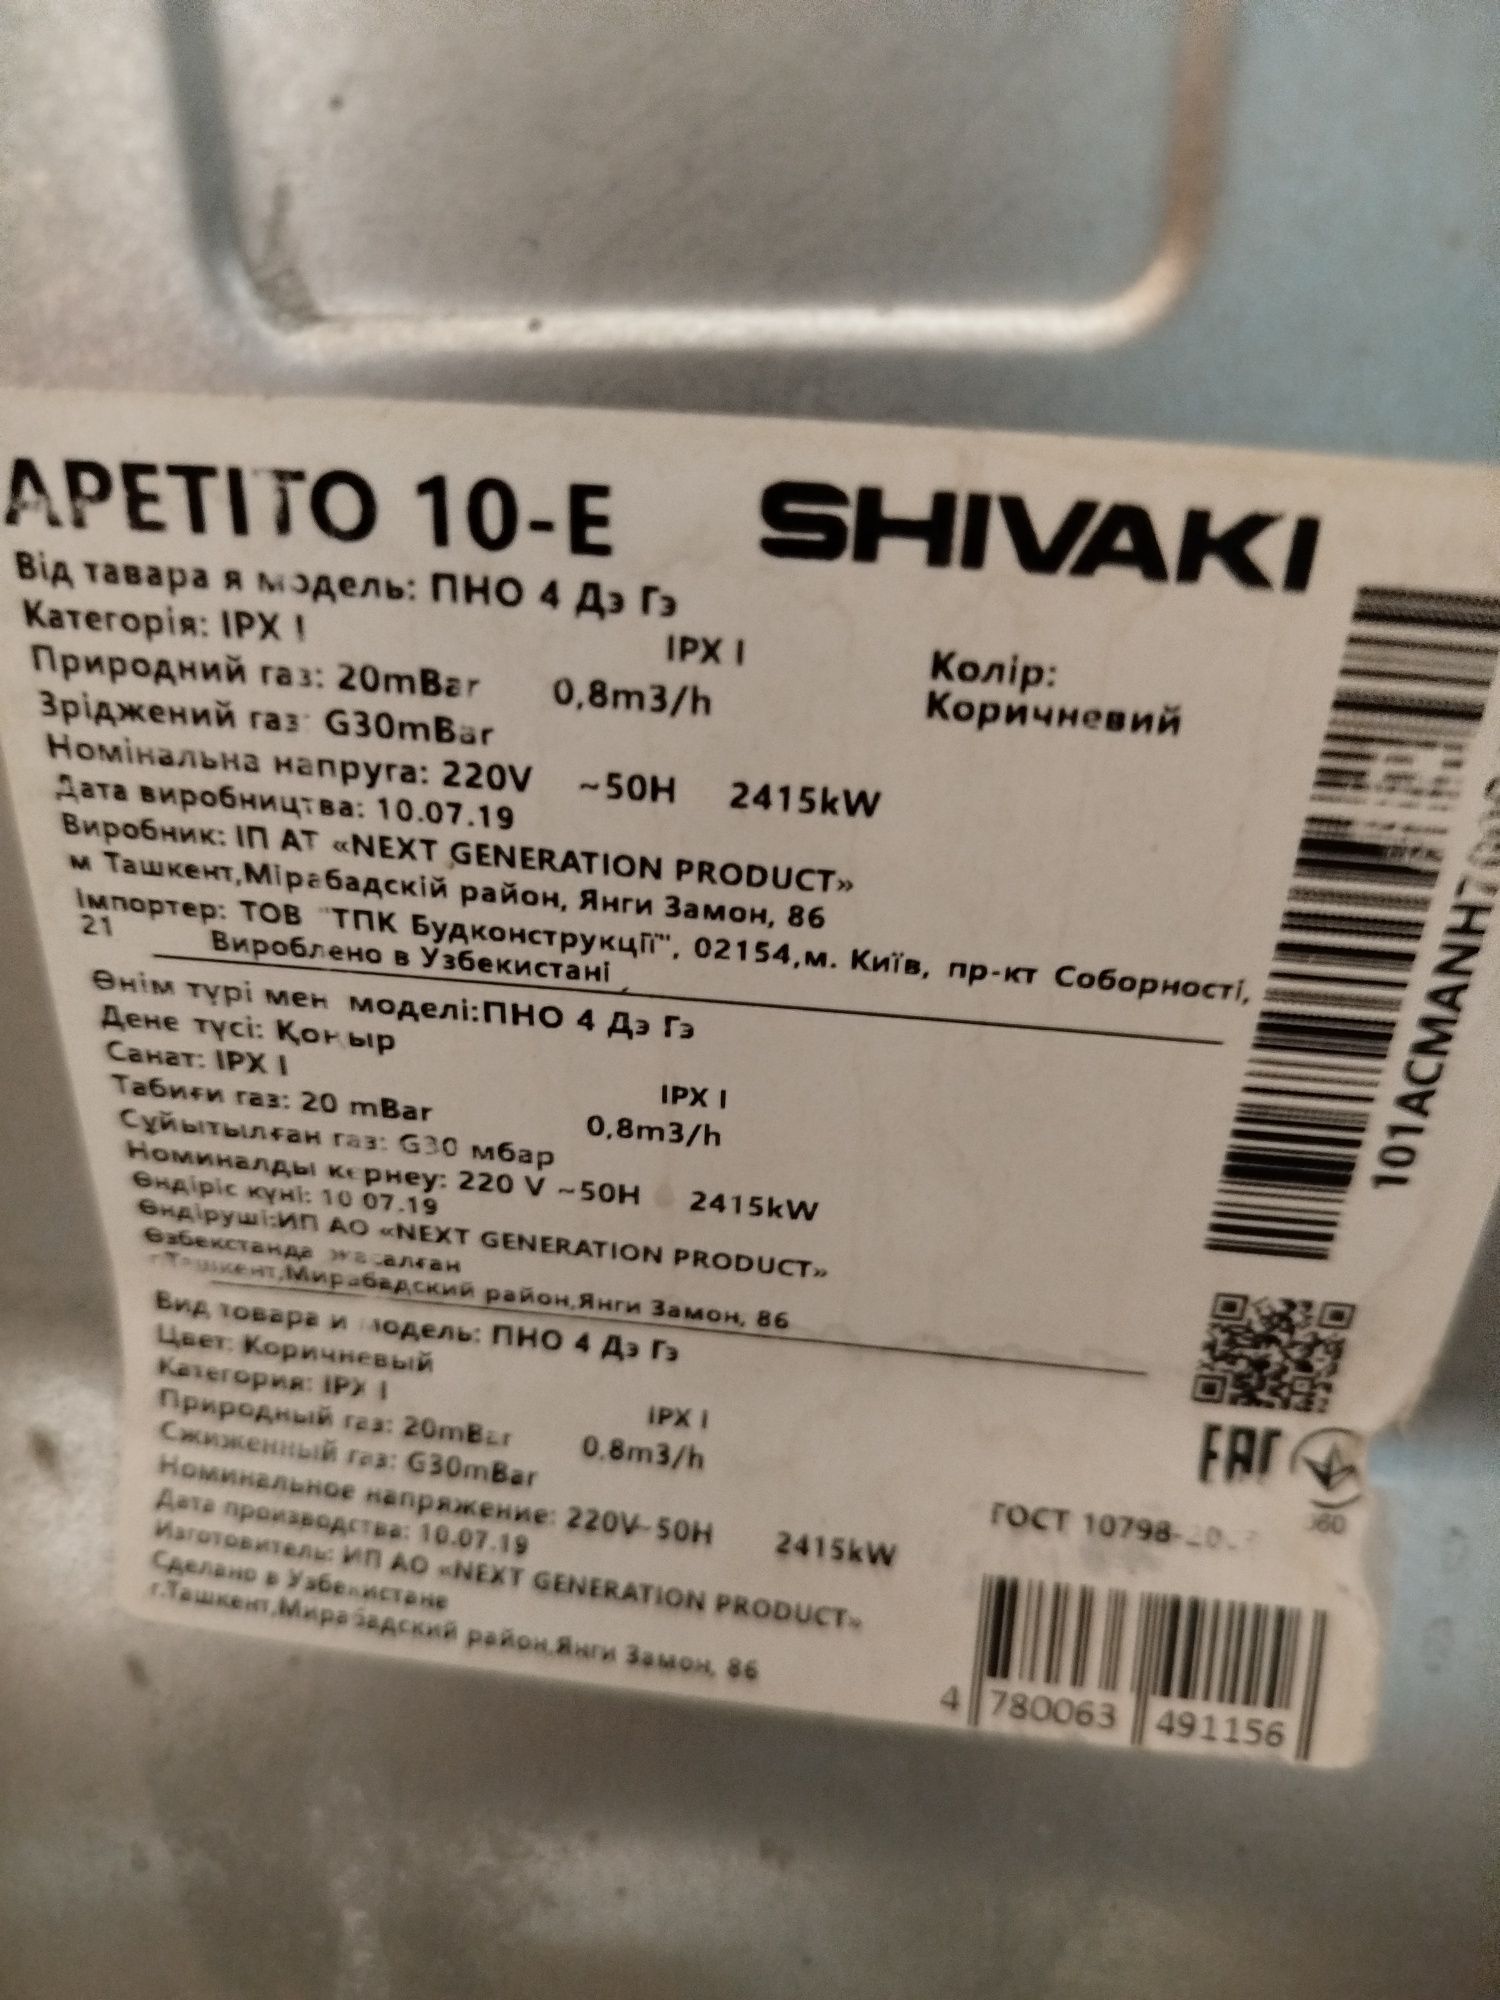 APETITO 10-E SHIVAKI
Від тавара я модель: ПНО 4 Дэ Гэ
Категорія: IPX I IPX I
Природний газ: 20mBar 0,8m3/h
Зріджений газ: G30mBar
Номінальна напруга: 220V ~50H 2415kW
Дата виробництва: 10.07.19
Виробник: ІП АТ «NEXT GENERATION PRODUCT»
м Ташкент,Мірабадскій район, Янги Замон, 86
Імпортер: ТОВ "ТПК Будконструкції", 02154,м. Київ, пр-кт Соборності,
21 Вироблено в Узбекистані
Колір:
Коричневий
Өнім түрі мен моделі:ПНО 4 Дэ Гэ
Дене түсі: Қоңыр
Санат: IPX I IPX I
Табиғи газ: 20 mBar 0,8m3/h
Сұйытылған газ: G30 мбар
Номиналды кернеу: 220 V ~50H 2415kW
Өндіріс күні: 10 07.19
Өндіруші:ИП АО «NEXT GENERATION PRODUCT»
Өзбекстанда жасалған
г.Ташкент,Мирабадский район,Янги Замон, 86
Вид товара и модель: ПНО 4 Дэ Гэ
Цвет: Коричневый
Категория: IPX I IPX I
Природный газ: 20mBar 0.8m3/h
Сжиженный газ: G30mBar
Номинальное напряжение: 220V~50H 2415kW
Дата производства: 10.07.19
Изготовитель: ИП АО «NEXT GENERATION PRODUCT»
Сделано в Узбекистане
г.Ташкент,Мирабадский район,Янги Замон, 86
EAC
ГОСТ 10798-
4 780063 491156